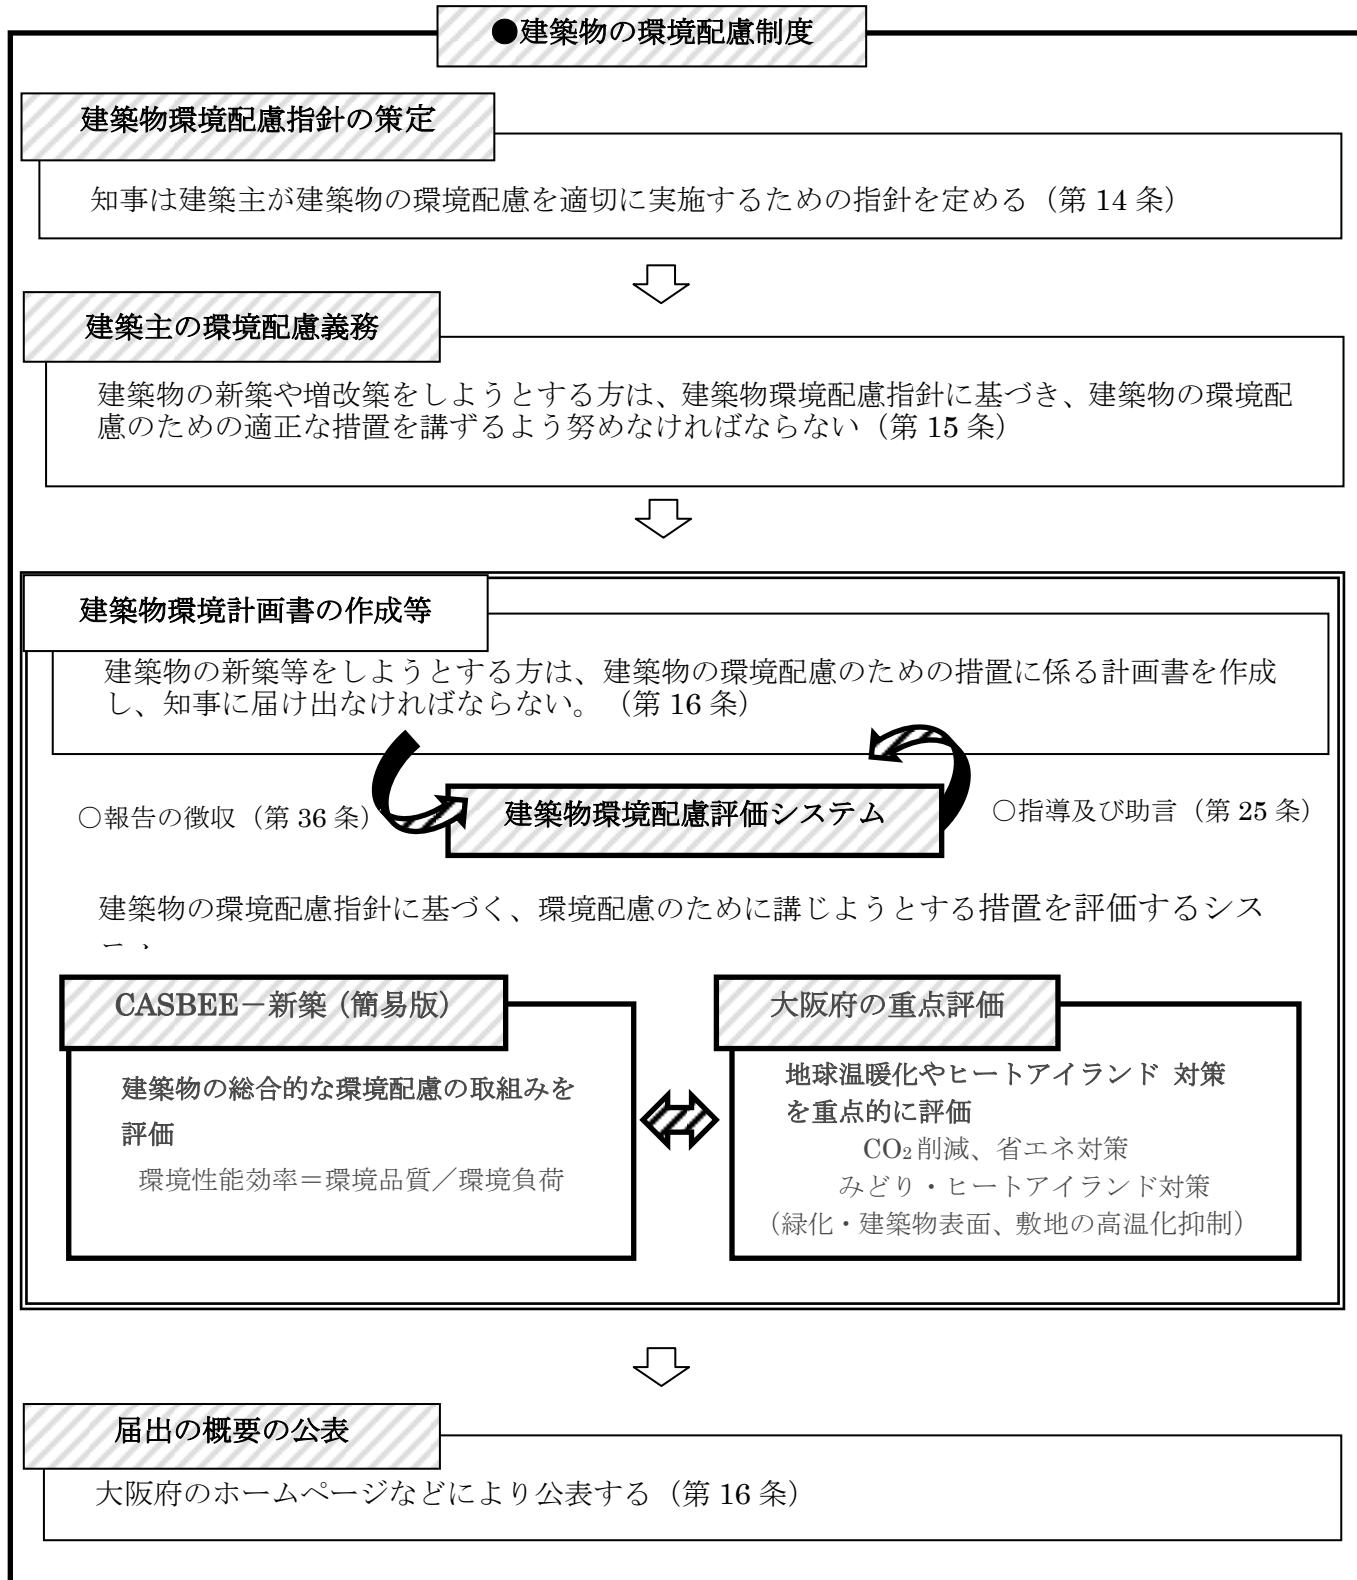 ●建築物の環境配慮制度
建築物環境配慮指針の策定
知事は建築主が建築物の環境配慮を適切に実施するための指針を定める（第 14 条）
建築主の環境配慮義務
建築物の新築や増改築をしようとする方は、建築物環境配慮指針に基づき、建築物の環境配
慮のための適正な措置を講ずるよう努めなければならない（第 15 条）
建築物環境計画書の作成等
建築物の新築等をしようとする方は、建築物の環境配慮のための措置に係る計画書を作成
し、知事に届け出なければならない。（第 16 条）
○報告の徴収（第 36 条）
建築物環境配慮評価システム
○指導及び助言（第 25 条）
建築物の環境配慮指針に基づく、環境配慮のために講じようとする措置を評価するシス
CASBEE－新築（簡易版）
建築物の総合的な環境配慮の取組みを
評価
環境性能効率＝環境品質／環境負荷
大阪府の重点評価
地球温暖化やヒートアイランド 対策
を重点的に評価
CO₂削減、省エネ対策
みどり・ヒートアイランド対策
（緑化・建築物表面、敷地の高温化抑制）
届出の概要の公表
大阪府のホームページなどにより公表する（第 16 条）